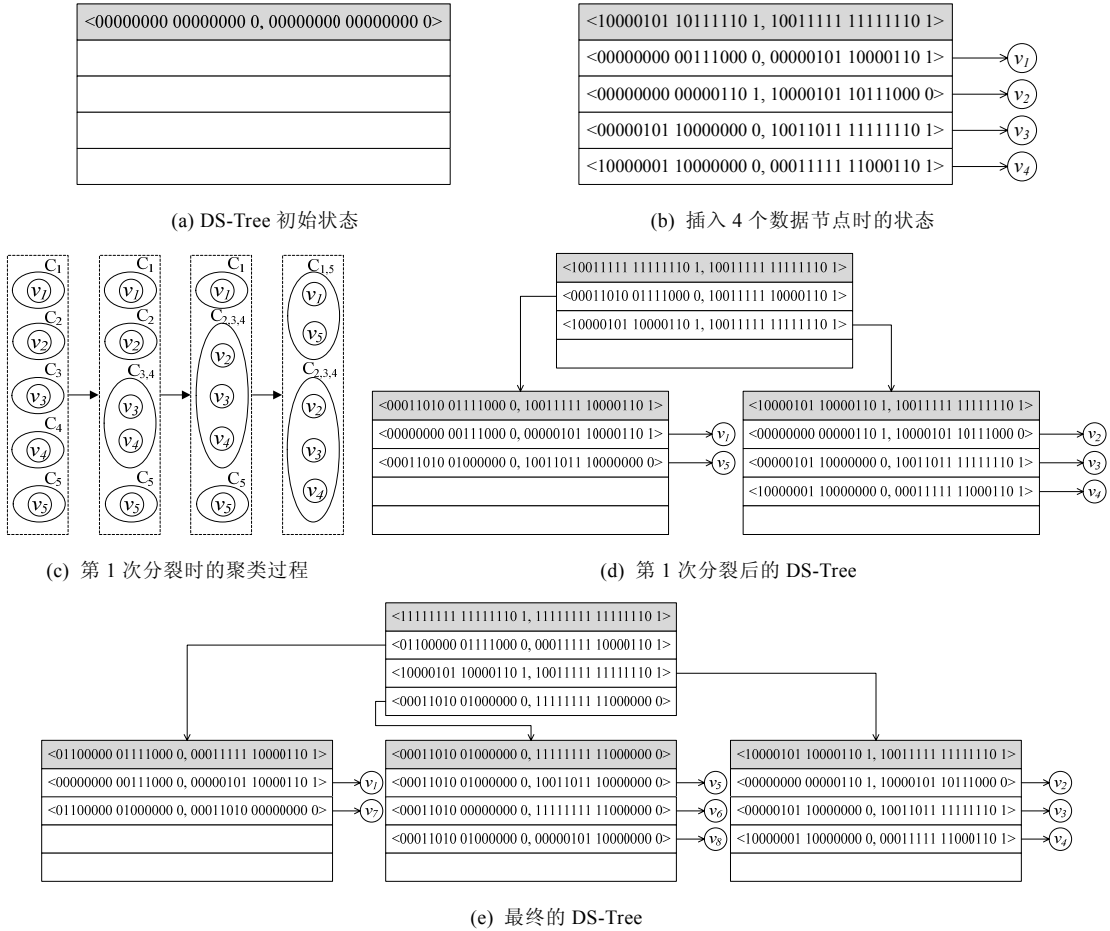 <00000000 00000000 0, 00000000 00000000 0>
(a) DS-Tree 初始状态
<10000101 10111110 1, 10011111 11111110 1>
<00000000 00111000 0, 00000101 10000110 1>
v1
<00000000 00000110 1, 10000101 10111000 0>
v2
<00000101 10000000 0, 10011011 11111110 1>
v3
<10000001 10000000 0, 00011111 11000110 1>
v4
(b) 插入 4 个数据节点时的状态
C1
v1
C2
v2
C3
v3
C4
v4
C5
v5
C1
v1
C2
v2
C3,4
v3
v4
C5
v5
C1
v1
C2,3,4
v2
v3
v4
C5
v5
C1,5
v1
v5
C2,3,4
v2
v3
v4
(c) 第 1 次分裂时的聚类过程
<10011111 11111110 1, 10011111 11111110 1>
<00011010 01111000 0, 10011111 10000110 1>
<10000101 10000110 1, 10011111 11111110 1>
<00011010 01111000 0, 10011111 10000110 1>
<00000000 00111000 0, 00000101 10000110 1>
v1
<00011010 01000000 0, 10011011 10000000 0>
v5
<10000101 10000110 1, 10011111 11111110 1>
<00000000 00000110 1, 10000101 10111000 0>
v2
<00000101 10000000 0, 10011011 11111110 1>
v3
<10000001 10000000 0, 00011111 11000110 1>
v4
(d) 第 1 次分裂后的 DS-Tree
<11111111 11111110 1, 11111111 11111110 1>
<01100000 01111000 0, 00011111 10000110 1>
<10000101 10000110 1, 10011111 11111110 1>
<00011010 01000000 0, 11111111 11000000 0>
<01100000 01111000 0, 00011111 10000110 1>
<00000000 00111000 0, 00000101 10000110 1>
v1
<01100000 01000000 0, 00011010 00000000 0>
v7
<00011010 01000000 0, 11111111 11000000 0>
<00011010 01000000 0, 10011011 10000000 0>
v5
<00011010 00000000 0, 11111111 11000000 0>
v6
<00011010 01000000 0, 00000101 10000000 0>
v8
<10000101 10000110 1, 10011111 11111110 1>
<00000000 00000110 1, 10000101 10111000 0>
v2
<00000101 10000000 0, 10011011 11111110 1>
v3
<10000001 10000000 0, 00011111 11000110 1>
v4
(e) 最终的 DS-Tree